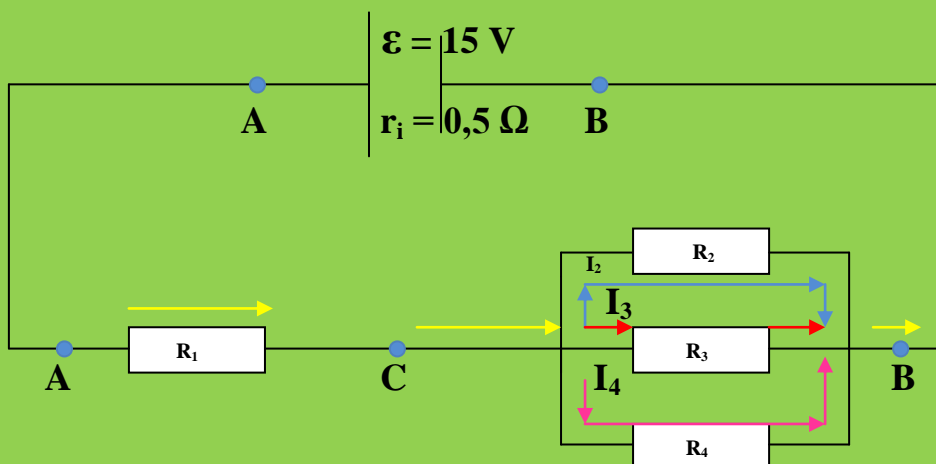 ε = 15 V
A
rᵢ = 0,5 Ω
B
R₂
I₂
I₃
R₁
R₃
A
C
I₄
B
R₄